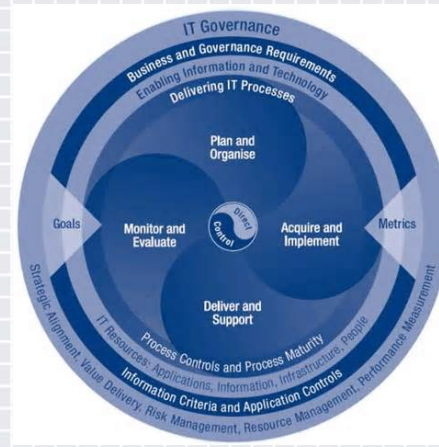 IT Governance
Business and Governance Requirements
Enabling Information and Technology
Delivering IT Processes
Plan and
Organise
Goals
Monitor and
Evaluate
Direct
Control
Acquire and
Implement
Metrics
Deliver and
Support
Process Controls and Process Maturity
IT Resources: Applications, Information, Infrastructure, People
Information Criteria and Application Controls
Strategic Alignment, Value Delivery, Risk Management, Resource Management, Performance Measurement